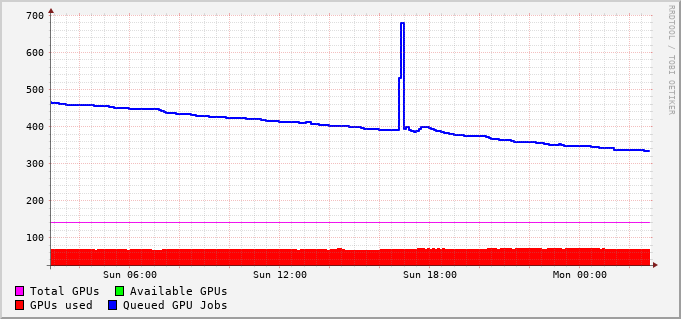 700
600
500
400
300
200
100
Sun 06:00 Sun 12:00 Sun 18:00 Mon 00:00
Total GPUs Available GPUs
GPUs used Queued GPU Jobs
RRDTOOL / TOBI OETIKER